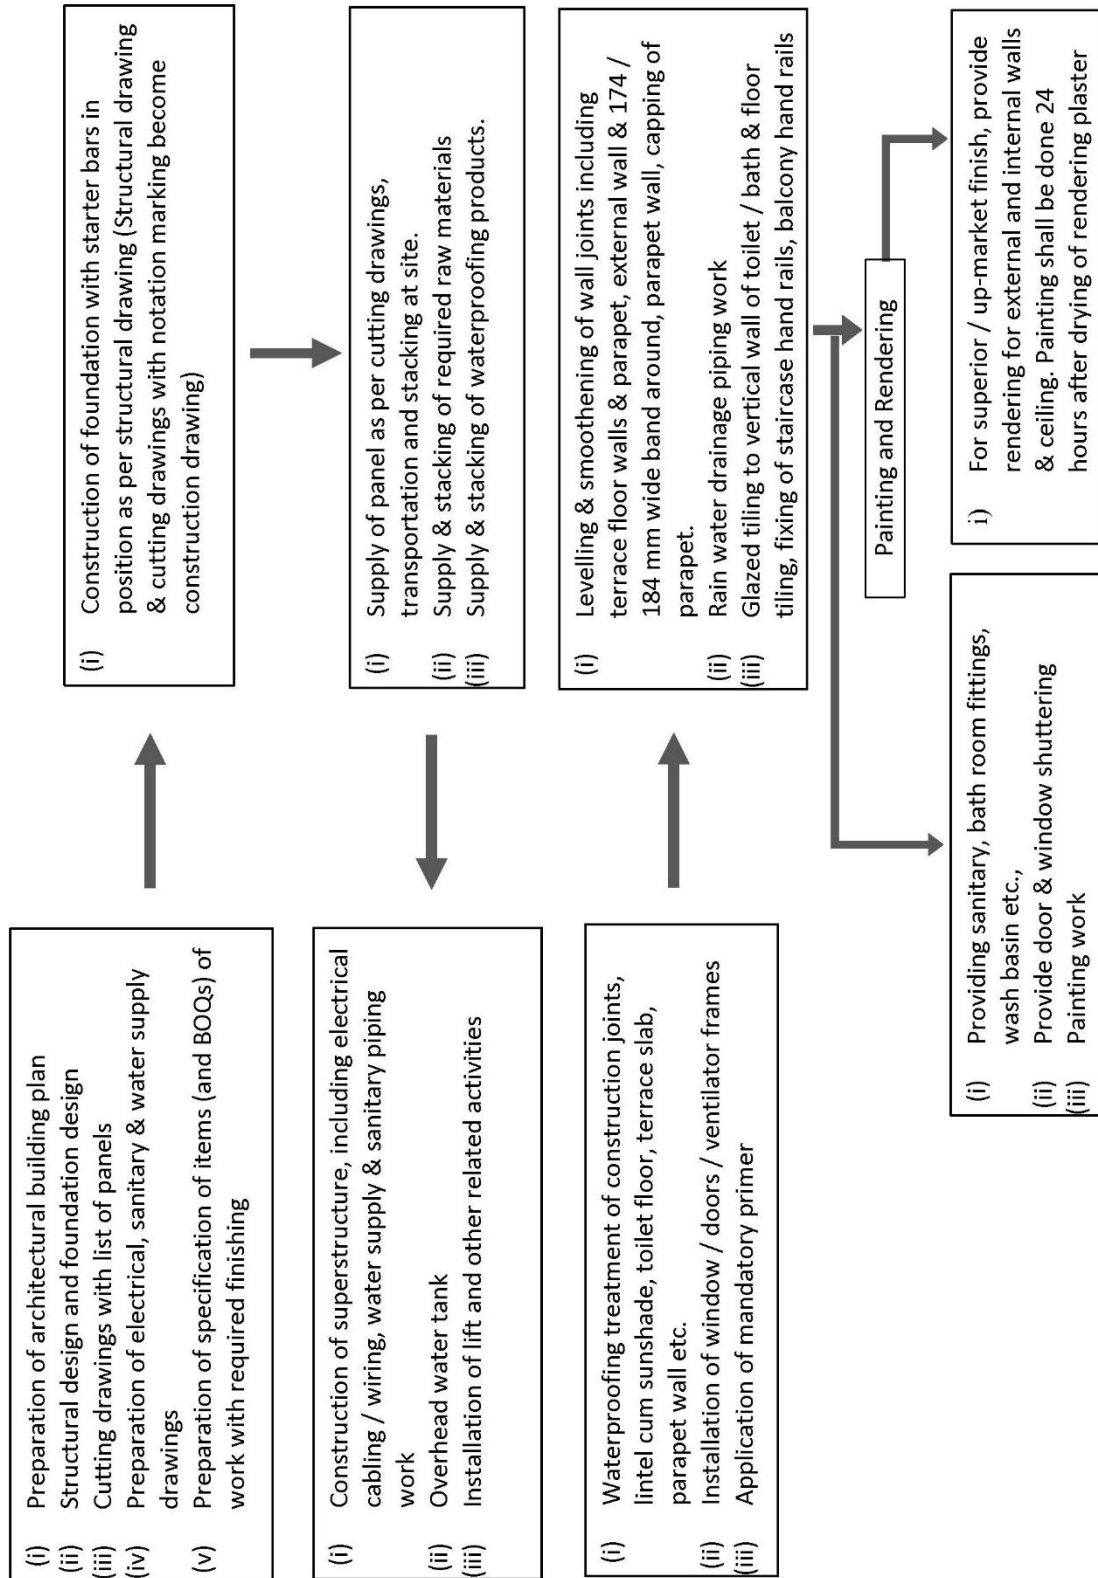 (i) Preparation of architectural building plan
(ii) Structural design and foundation design
(iii) Cutting drawings with list of panels
(iv) Preparation of electrical, sanitary & water supply
drawings
(v) Preparation of specification of items (and BOQs) of
work with required finishing
(i) Construction of foundation with starter bars in
position as per structural drawing (Structural drawing
& cutting drawings with notation marking become
construction drawing)
(i) Supply of panel as per cutting drawings,
transportation and stacking at site.
(ii) Supply & stacking of required raw materials
(iii) Supply & stacking of waterproofing products.
(i) Construction of superstructure, including electrical
cabling / wiring, water supply & sanitary piping
work
(ii) Overhead water tank
(iii) Installation of lift and other related activities
(i) Waterproofing treatment of construction joints,
lintel cum sunshade, toilet floor, terrace slab,
parapet wall etc.
(ii) Installation of window / doors / ventilator frames
(iii) Application of mandatory primer
(i) Levelling & smoothening of wall joints including
terrace floor walls & parapet, external wall & 174 /
184 mm wide band around, parapet wall, capping of
parapet.
(ii) Rain water drainage piping work
(iii) Glazed tiling to vertical wall of toilet / bath & floor
tiling, fixing of staircase hand rails, balcony hand rails
Painting and Rendering
(i) Providing sanitary, bath room fittings,
wash basin etc.,
(ii) Provide door & window shuttering
(iii) Painting work
i) For superior / up-market finish, provide
rendering for external and internal walls
& ceiling. Painting shall be done 24
hours after drying of rendering plaster